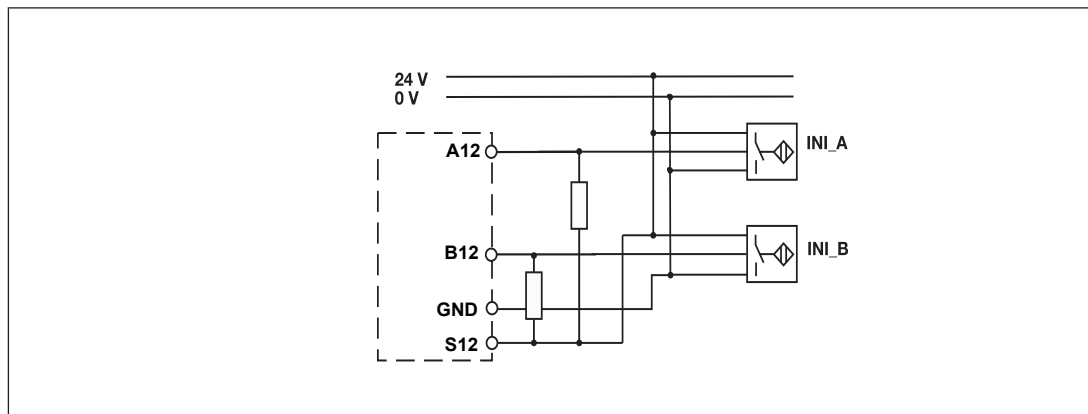 24 V
0 V
A12
INI_A
B12
INI_B
GND
S12